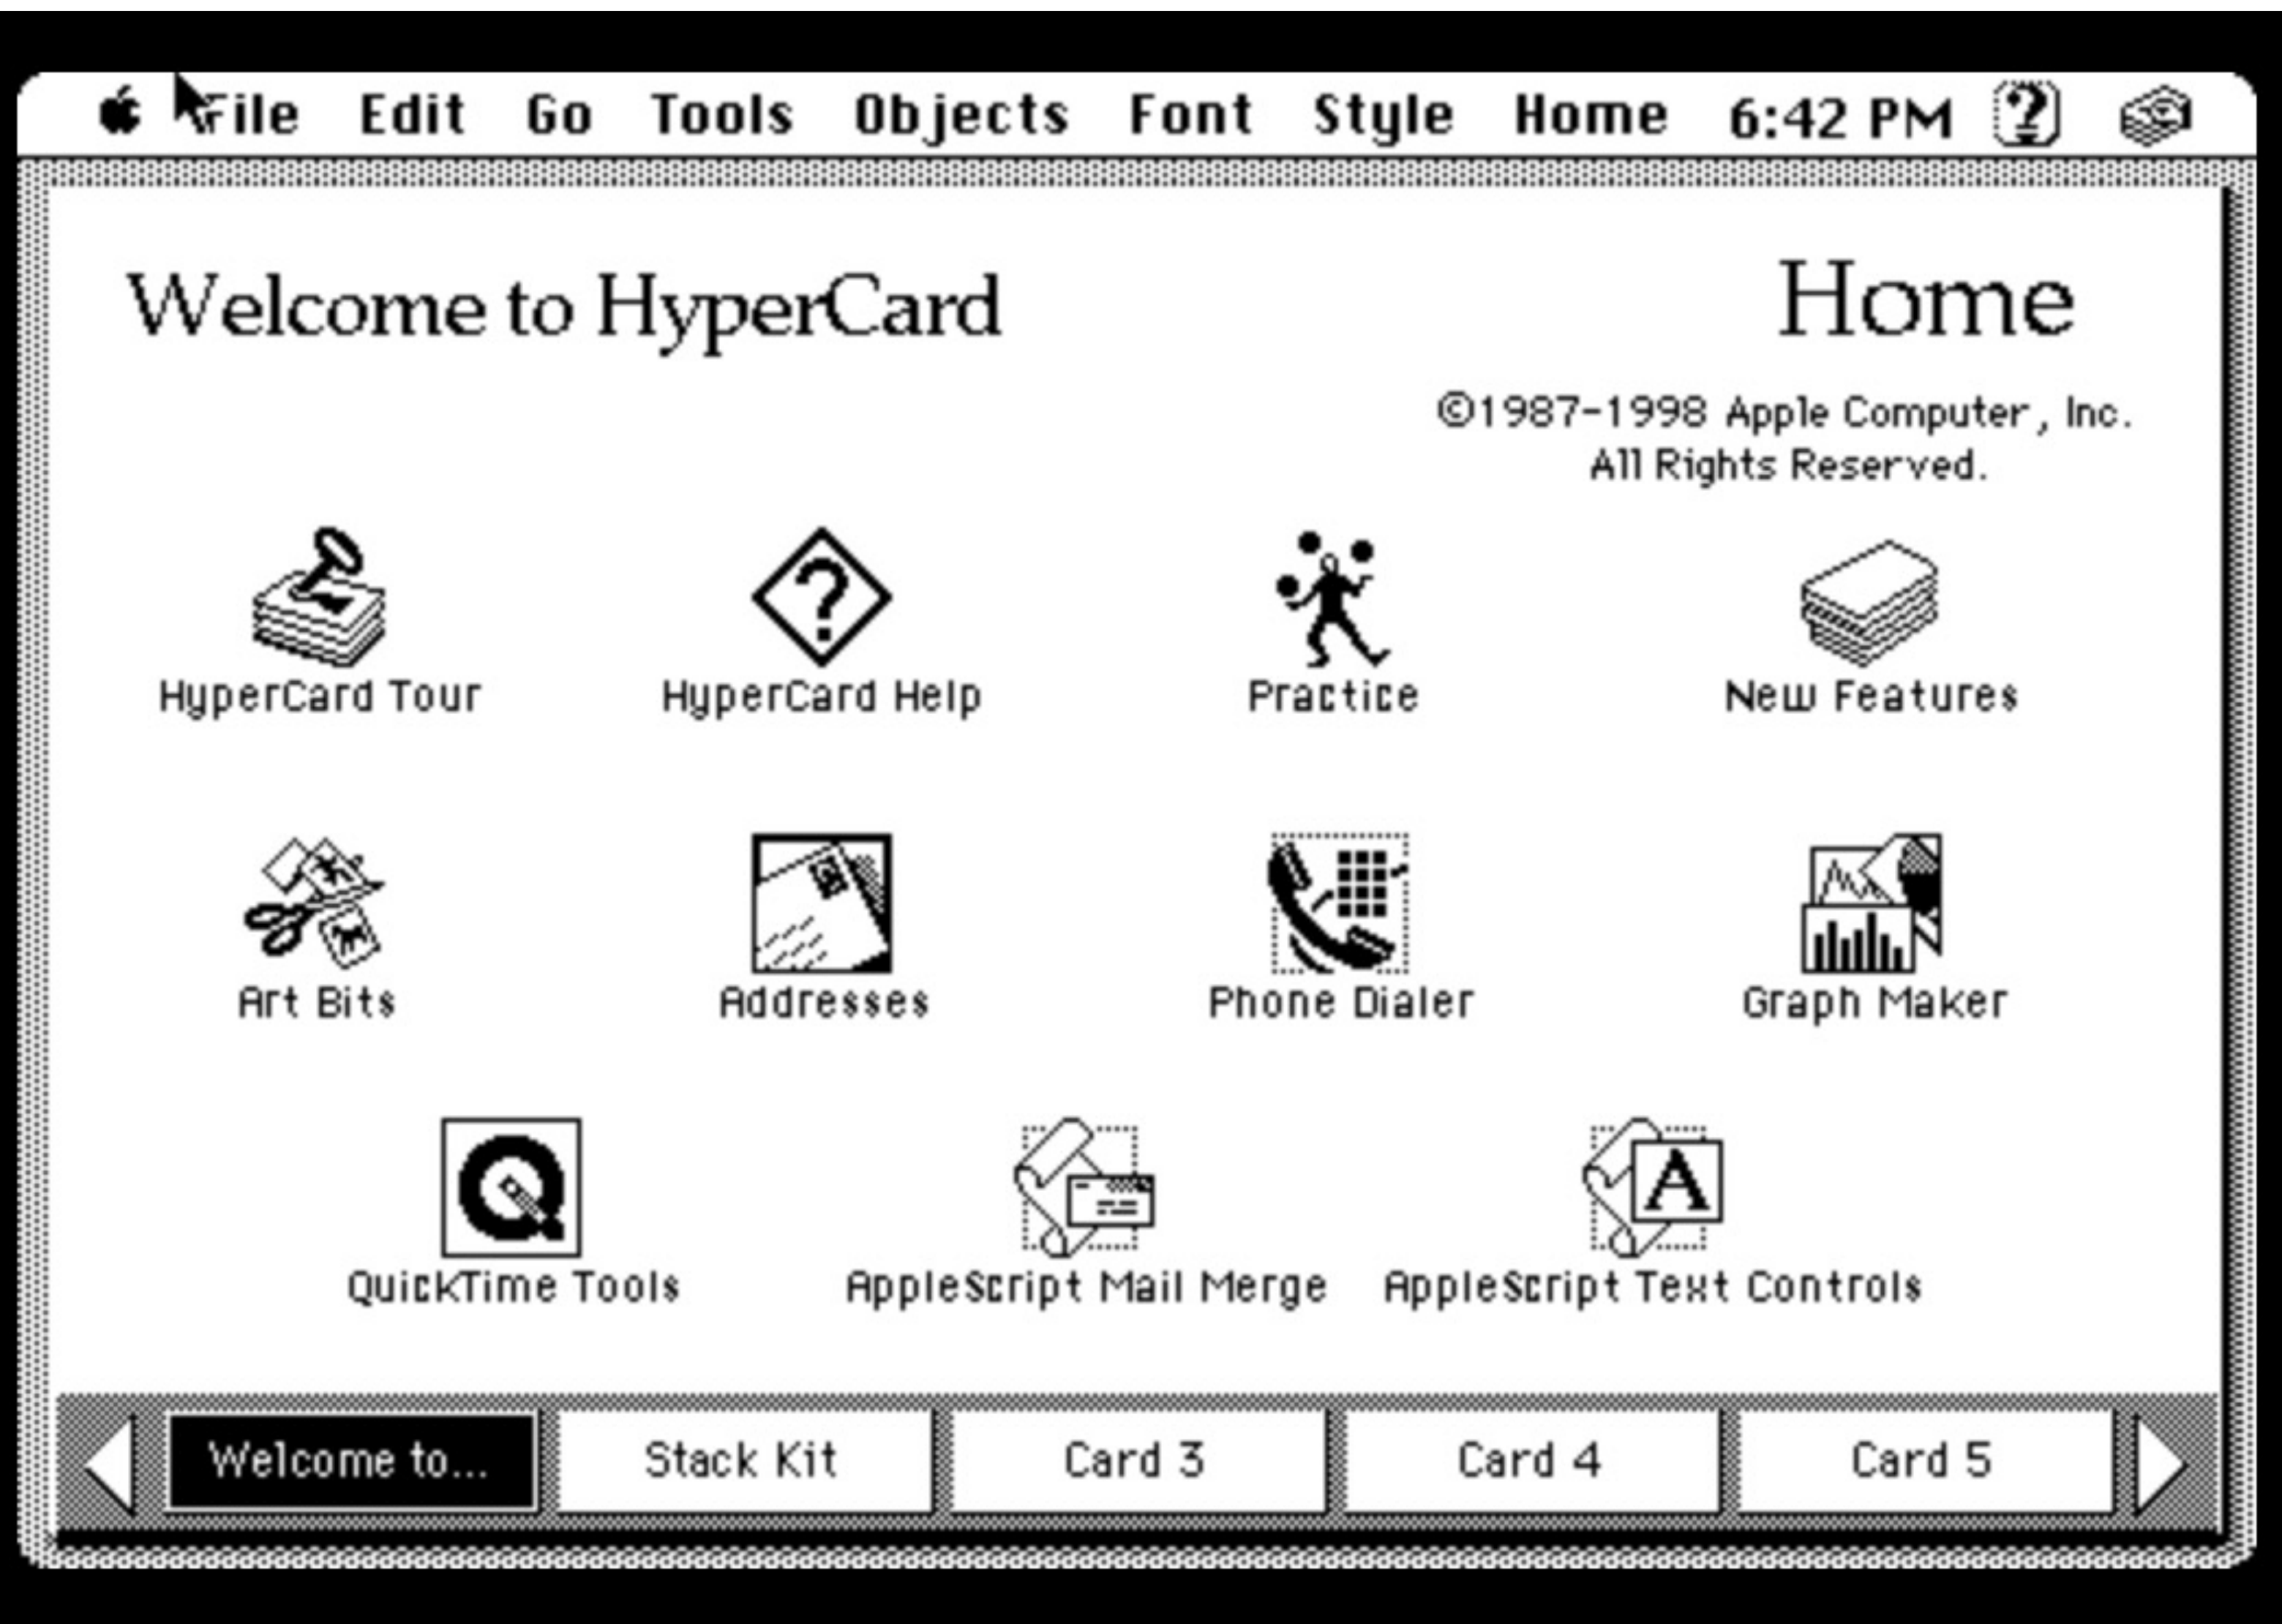 File Edit Go Tools Objects Font Style Home 6:42 PM
Welcome to HyperCard
Home
©1987-1998 Apple Computer, Inc.
All Rights Reserved.
HyperCard Tour
HyperCard Help
Practice
New Features
Art Bits
Addresses
Phone Dialer
Graph Maker
QuickTime Tools
AppleScript Mail Merge
AppleScript Text Controls
Welcome to...
Stack Kit
Card 3
Card 4
Card 5